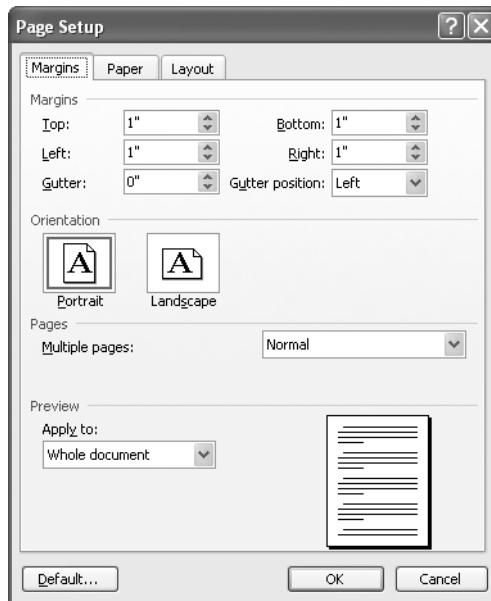 Page Setup
Margins Paper Layout
Margins
Top: 1" Bottom: 1"
Left: 1" Right: 1"
Gutter: 0" Gutter position: Left
Orientation
A A
Portrait Landscape
Pages
Multiple pages: Normal
Preview
Apply to:
Whole document
Default... OK Cancel